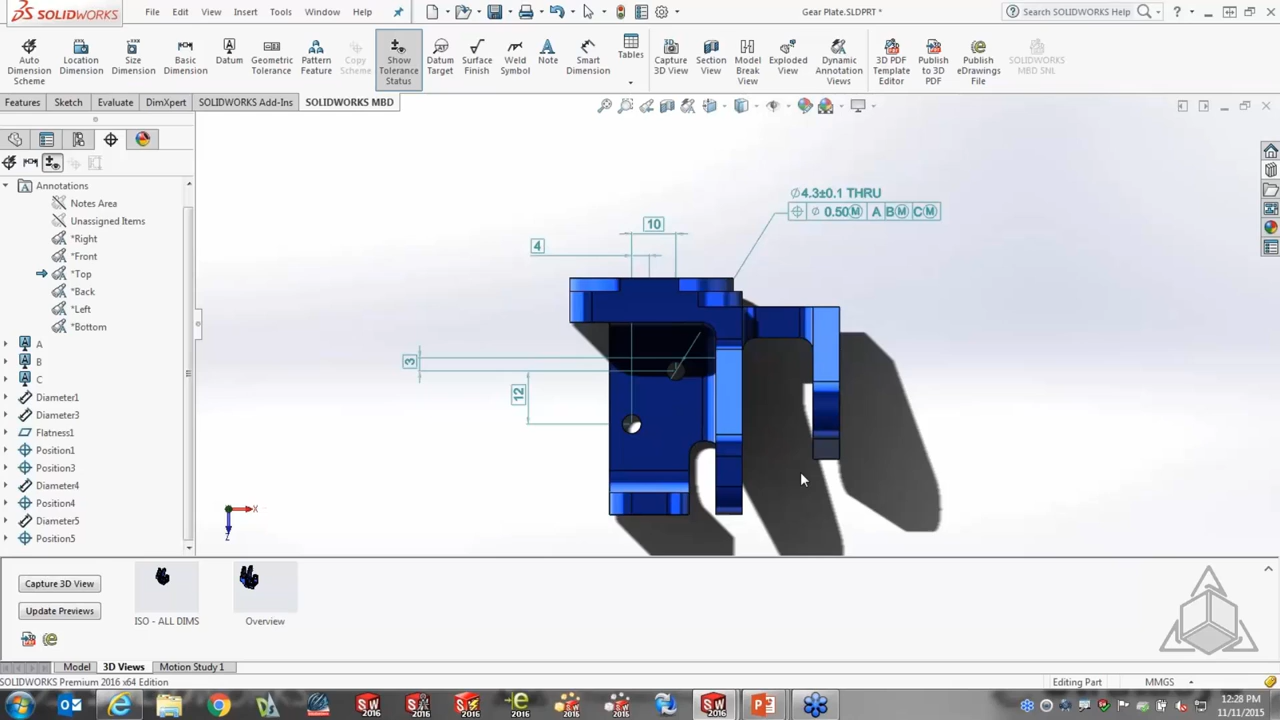 SOLIDWORKS
File Edit View Insert Tools Window Help
Gear Plate.SLDPRT *
Search SOLIDWORKS Help
Auto Dimension Scheme
Location Dimension
Size Dimension
Basic Dimension
Datum
Geometric Tolerance
Pattern Feature
Copy Scheme
Show Tolerance Status
Datum Target
Surface Finish
Weld Symbol
Note
Smart Dimension
Tables
Capture 3D View
Section View
Model Break View
Exploded View
Dynamic Annotation Views
3D PDF Template Editor
Publish to 3D PDF
Publish eDrawings File
SOLIDWORKS MBD SNL
Features Sketch Evaluate DimXpert SOLIDWORKS Add-Ins SOLIDWORKS MBD
Annotations
Notes Area
Unassigned Items
*Right
*Front
*Top
*Back
*Left
*Bottom
A
B
C
Diameter1
Diameter3
Flatness1
Position1
Position3
Diameter4
Position4
Diameter5
Position5
∅4.3±0.1 THRU
⌖ ∅ 0.50Ⓜ A BⓂ CⓂ
10
4
3
12
X
Z
Capture 3D View
Update Previews
ISO - ALL DIMS
Overview
Model 3D Views Motion Study 1
SOLIDWORKS Premium 2016 x64 Edition
Editing Part
MMGS
12:28 PM
11/11/2015